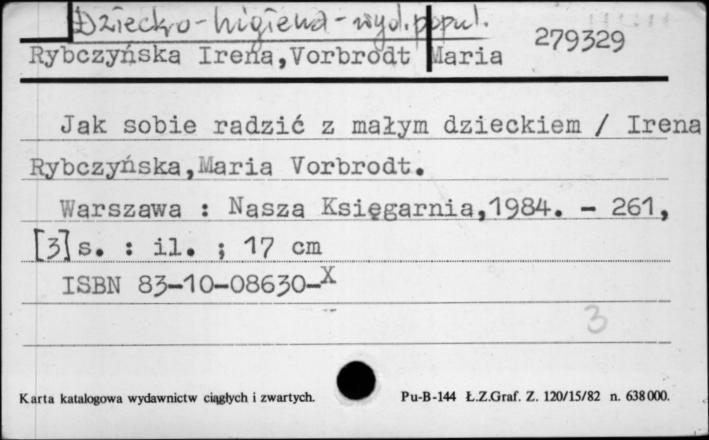 Dziecko - higiena - wyd. popul.
279329
Rybczyńska Irena, Vorbrodt Maria
Jak sobie radzić z małym dzieckiem / Irena
Rybczyńska, Maria Vorbrodt.
Warszawa : Nasza Księgarnia, 1984. - 261,
[3] s. : il. ; 17 cm
ISBN 83-10-08630-X
3
Karta katalogowa wydawnictw ciągłych i zwartych. Pu-B-144 Ł.Z.Graf. Z. 120/15/82 n. 638000.